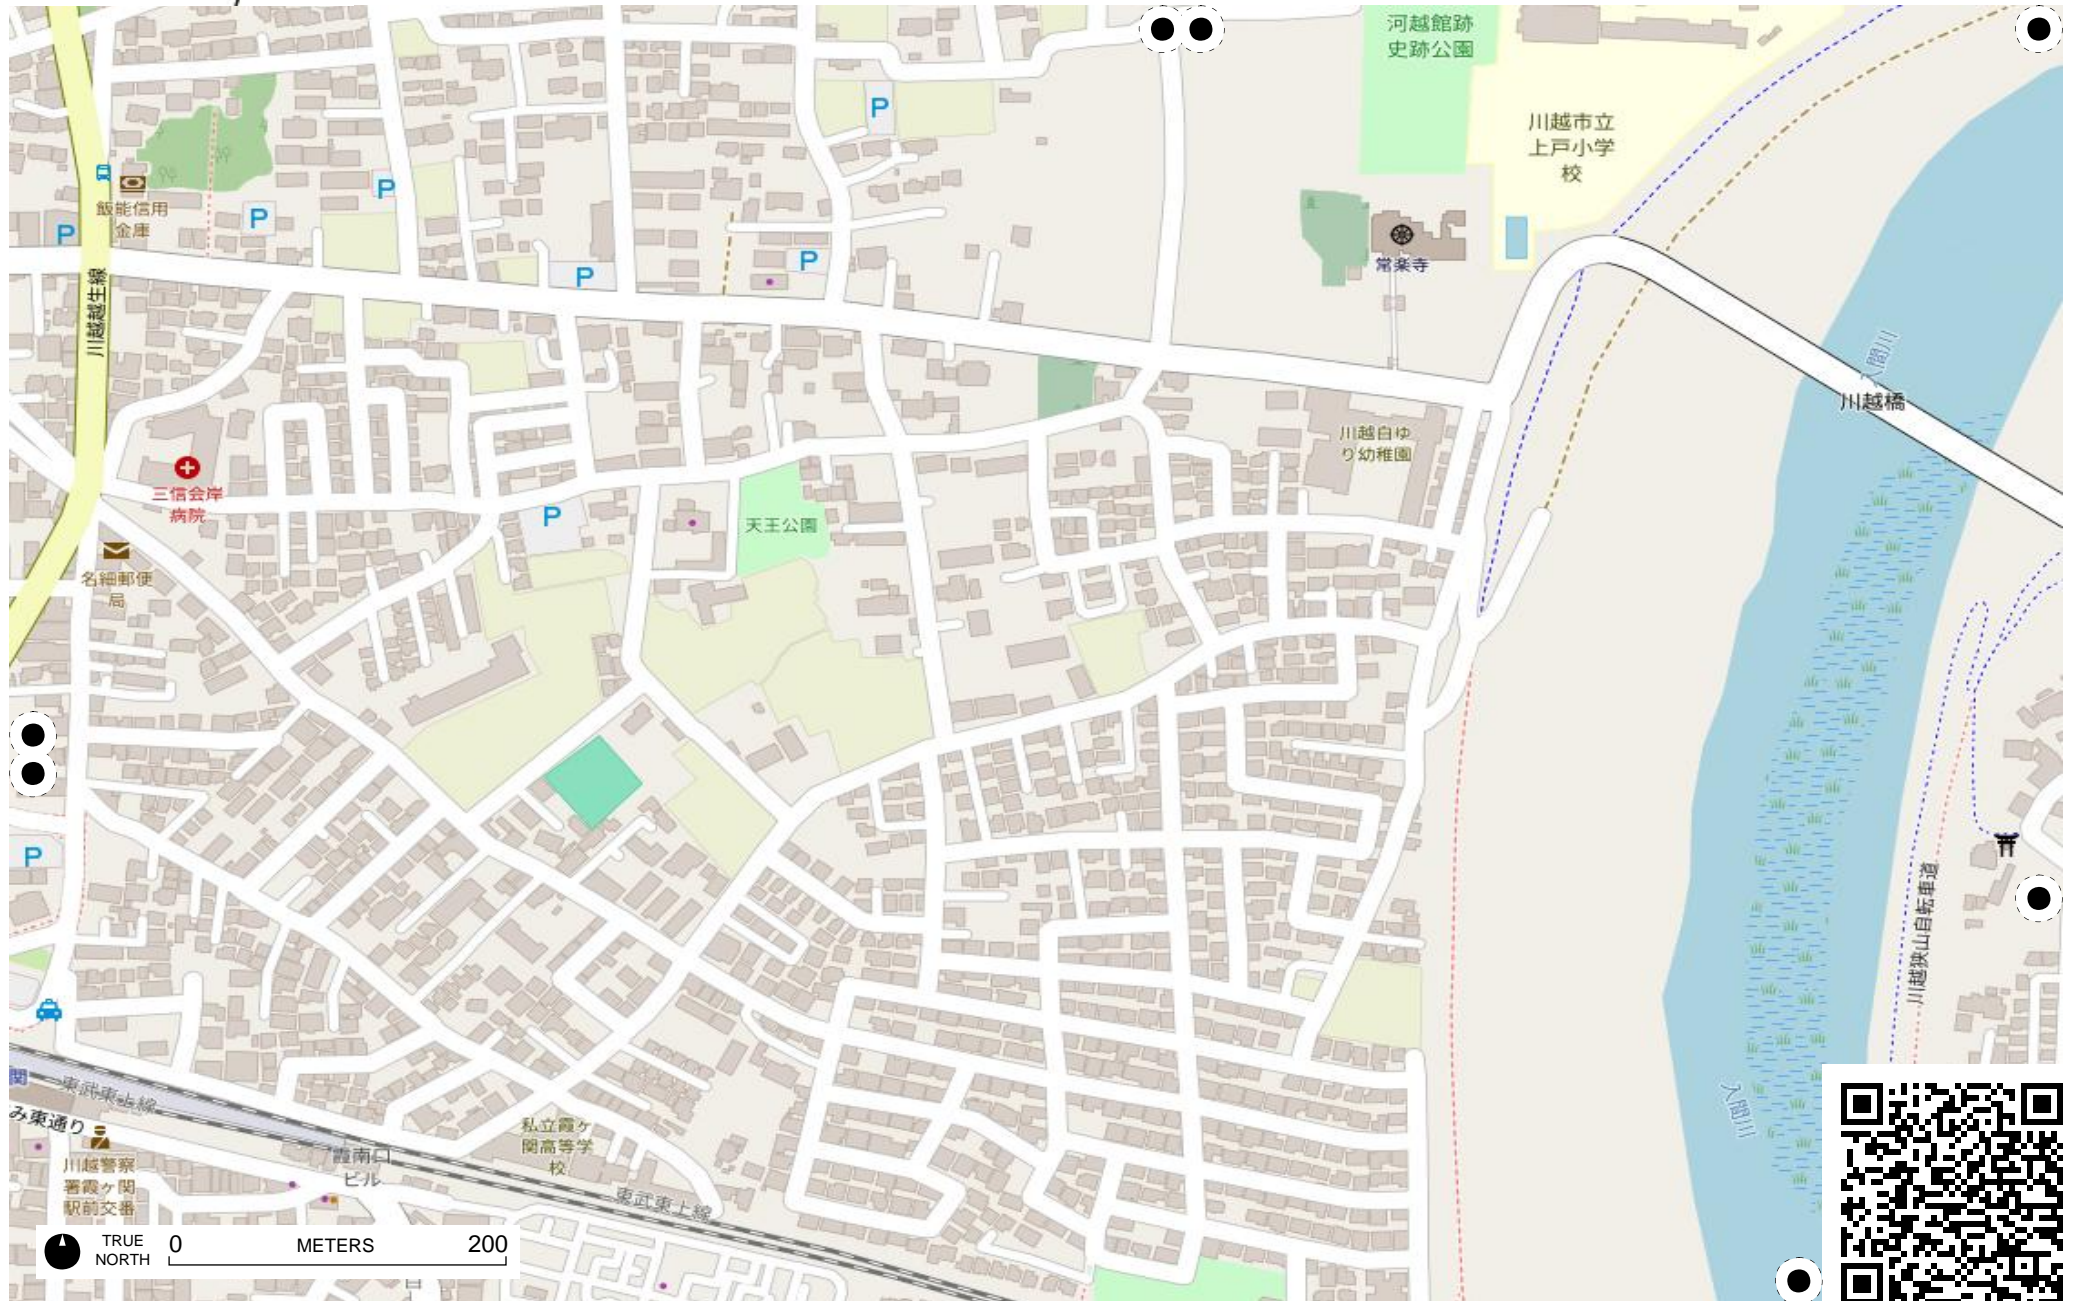 河越館跡
史跡公園
P
川越市立
上戸小学
校
P
飯能信用
金庫
P
P
P
P
常楽寺
川越越生線
入間川
川越橋
川越白ゆ
り幼稚園
三信会岸
病院
P
天王公園
名細郵便
局
P
川越狭山自転車道
関
東武東上線
み東通り
入間川
私立霞ヶ
関高等学
校
霞南口
ビル
川越警察
署霞ヶ関
駅前交番
東武東上線
TRUE
NORTH
0 METERS 200